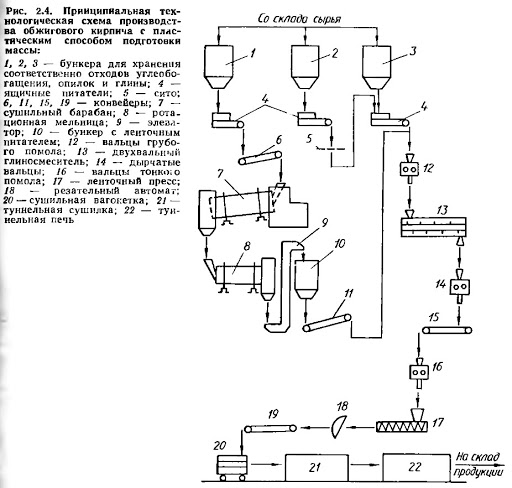 Рис. 2.4. Принципиальная тех-
нологическая схема производст-
ва обжигового кирпича с плас-
тическим способом подготовки
массы:
1, 2, 3 — бункера для хранения
соответственно отходов углеобо-
гащения, опилок и глины; 4 —
ящичные питатели; 5 — сито;
6, 11, 15, 19 — конвейеры; 7 —
сушильный барабан; 8 — рота-
ционная мельница; 9 — элева-
тор; 10 — бункер с ленточным
питателем; 12 — вальцы грубо-
го помола; 13 — двухвальный
глиносмеситель; 14 — дырчатые
вальцы; 16 — вальцы тонкого
помола; 17 — ленточный пресс;
18 — резательный автомат;
20 — сушильная вагонетка; 21 —
туннельная сушилка; 22 — тун-
нельная печь
Со склада сырья
1
2
3
4
4
5
6
12
7
13
9
10
8
14
11
15
16
17
18
19
20
21
22
На склад
продукции